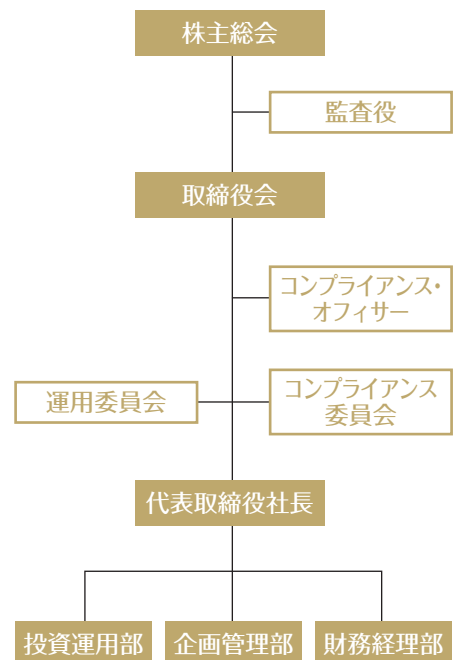 株主総会
監査役
取締役会
コンプライアンス・
オフィサー
運用委員会
コンプライアンス
委員会
代表取締役社長
投資運用部
企画管理部
財務経理部